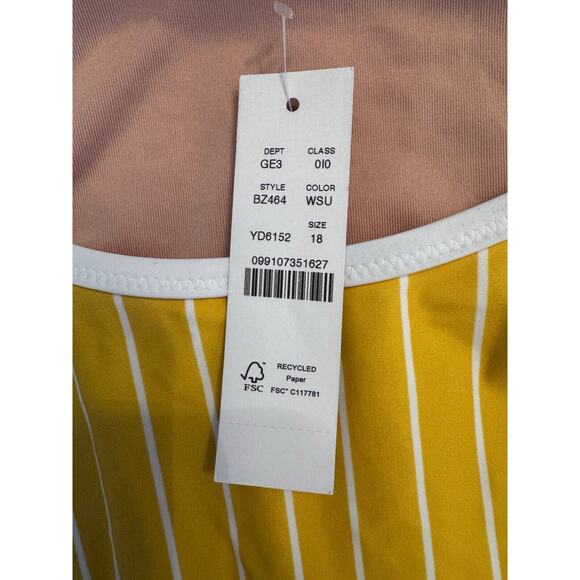 DEPT CLASS
GE3 0I0
STYLE COLOR
BZ464 WSU
SIZE
YD6152 18
099107351627
RECYCLED
Paper
FSC™ C117781
FSC